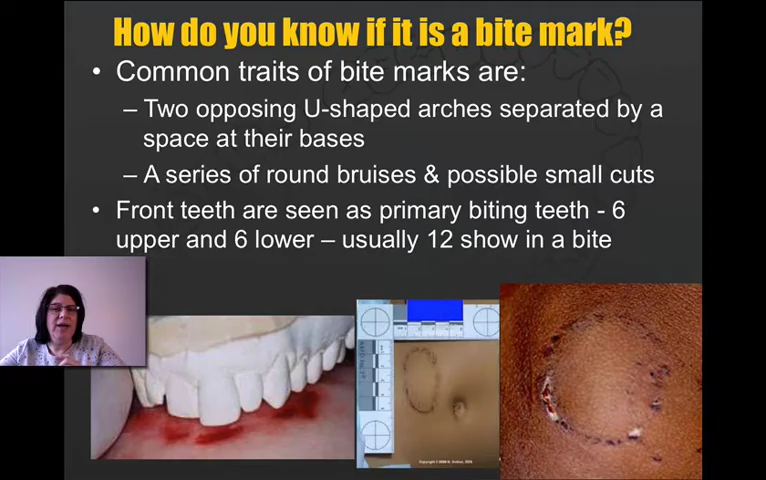 How do you know if it is a bite mark?
• Common traits of bite marks are:
– Two opposing U-shaped arches separated by a
space at their bases
– A series of round bruises & possible small cuts
• Front teeth are seen as primary biting teeth - 6
upper and 6 lower – usually 12 show in a bite